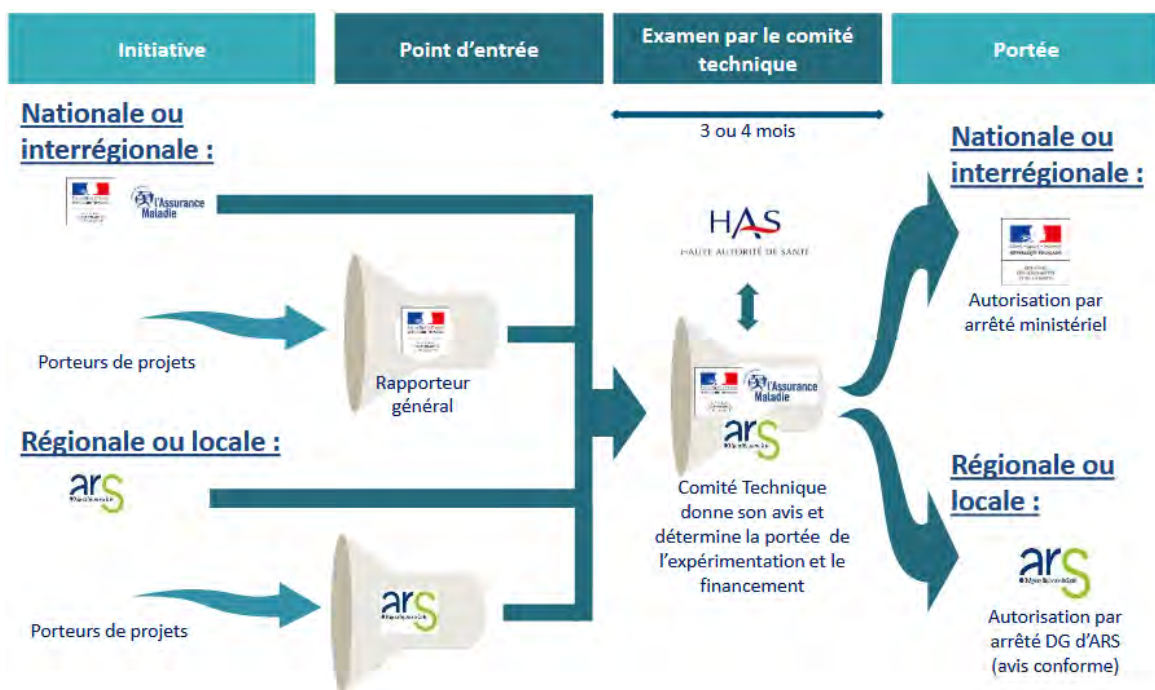 Initiative
Point d'entrée
Examen par le comité
technique
Portée
Nationale ou
interrégionale :
l'Assurance
Maladie
Porteurs de projets
Rapporteur
général
Régionale ou locale :
ars
Porteurs de projets
ars
3 ou 4 mois
HAS
HAUTE AUTORITÉ DE SANTÉ
l'Assurance
Maladie
ars
Comité Technique
donne son avis et
détermine la portée de
l'expérimentation et le
financement
Nationale ou
interrégionale :
RÉPUBLIQUE FRANÇAISE
Autorisation par
arrêté ministériel
Régionale ou
locale :
ars
Autorisation par
arrêté DG d'ARS
(avis conforme)